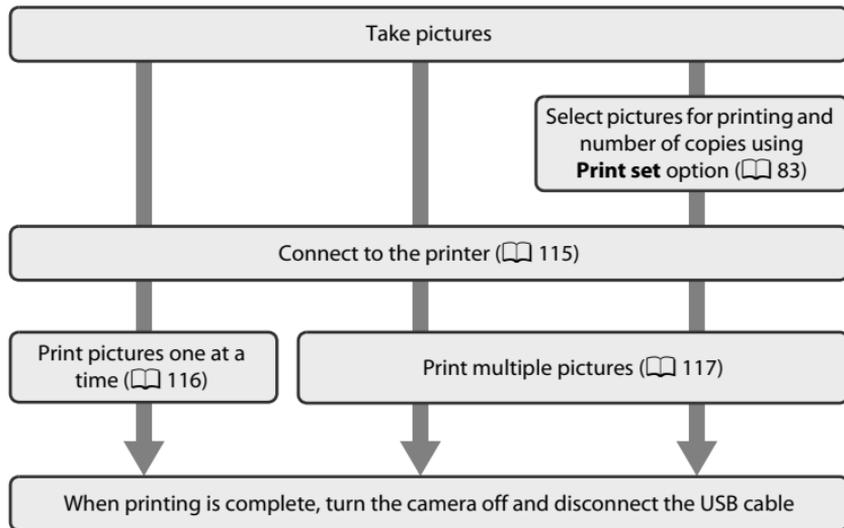 Take pictures
Select pictures for printing and
number of copies using
Print set option (📖 83)
Connect to the printer (📖 115)
Print pictures one at a
time (📖 116)
Print multiple pictures (📖 117)
When printing is complete, turn the camera off and disconnect the USB cable